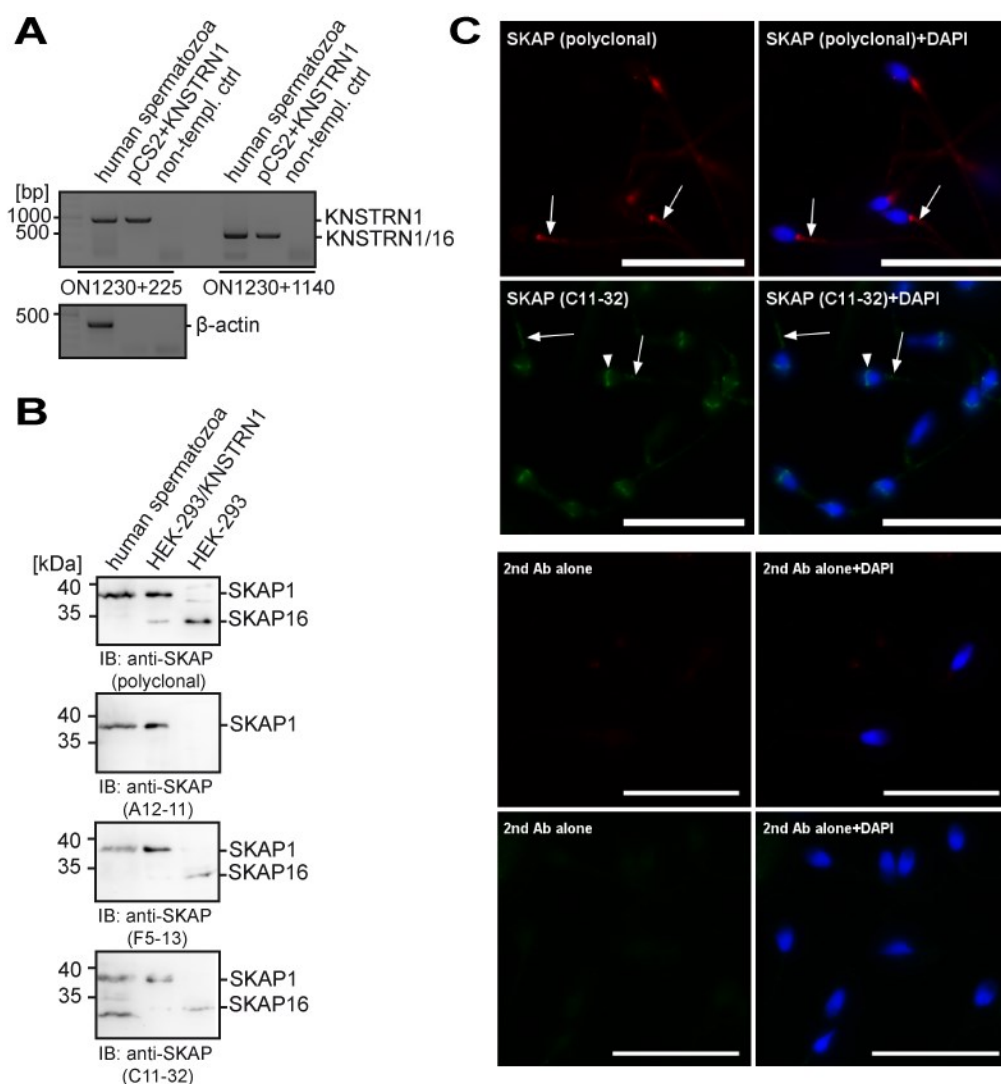 A
human spermatozoa
pCS2+KNSTRN1
non-templ. ctrl
human spermatozoa
pCS2+KNSTRN1
non-templ. ctrl
[bp]
1000
500
KNSTRN1
KNSTRN1/16
ON1230+225
ON1230+1140
500
β-actin
B
human spermatozoa
HEK-293/KNSTRN1
HEK-293
[kDa]
40
35
SKAP1
SKAP16
IB: anti-SKAP
(polyclonal)
40
35
SKAP1
IB: anti-SKAP
(A12-11)
40
35
SKAP1
SKAP16
IB: anti-SKAP
(F5-13)
40
35
SKAP1
SKAP16
IB: anti-SKAP
(C11-32)
C
SKAP (polyclonal)
SKAP (polyclonal)+DAPI
SKAP (C11-32)
SKAP (C11-32)+DAPI
2nd Ab alone
2nd Ab alone+DAPI
2nd Ab alone
2nd Ab alone+DAPI